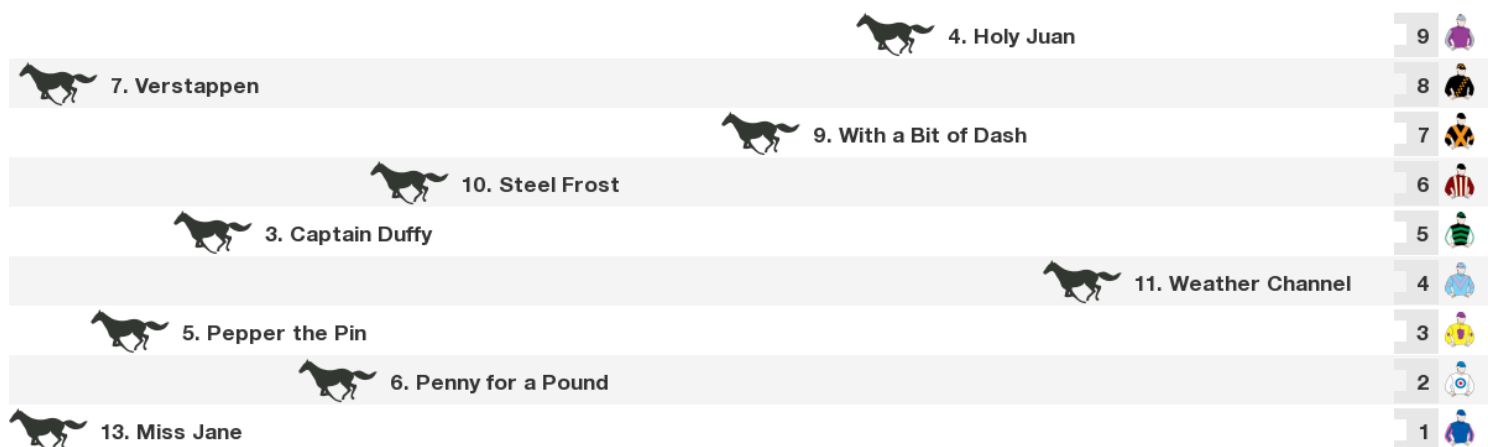 4. Holy Juan 9
7. Verstappen 8
9. With a Bit of Dash 7
10. Steel Frost 6
3. Captain Duffy 5
11. Weather Channel 4
5. Pepper the Pin 3
6. Penny for a Pound 2
13. Miss Jane 1